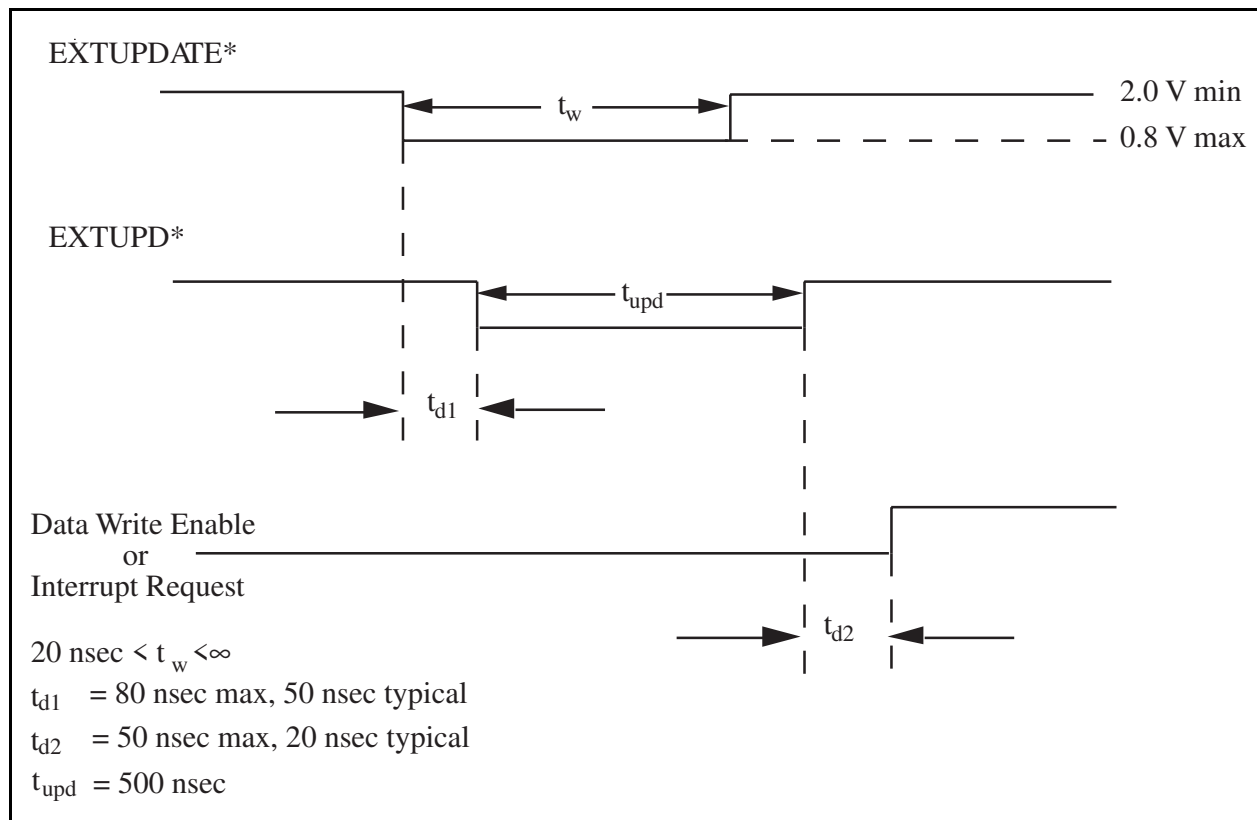 EXTUPDATE*
t_w
2.0 V min
0.8 V max
EXTUPD*
t_upd
t_d1
Data Write Enable
or
Interrupt Request
t_d2
20 nsec < t_w <∞
t_d1 = 80 nsec max, 50 nsec typical
t_d2 = 50 nsec max, 20 nsec typical
t_upd = 500 nsec